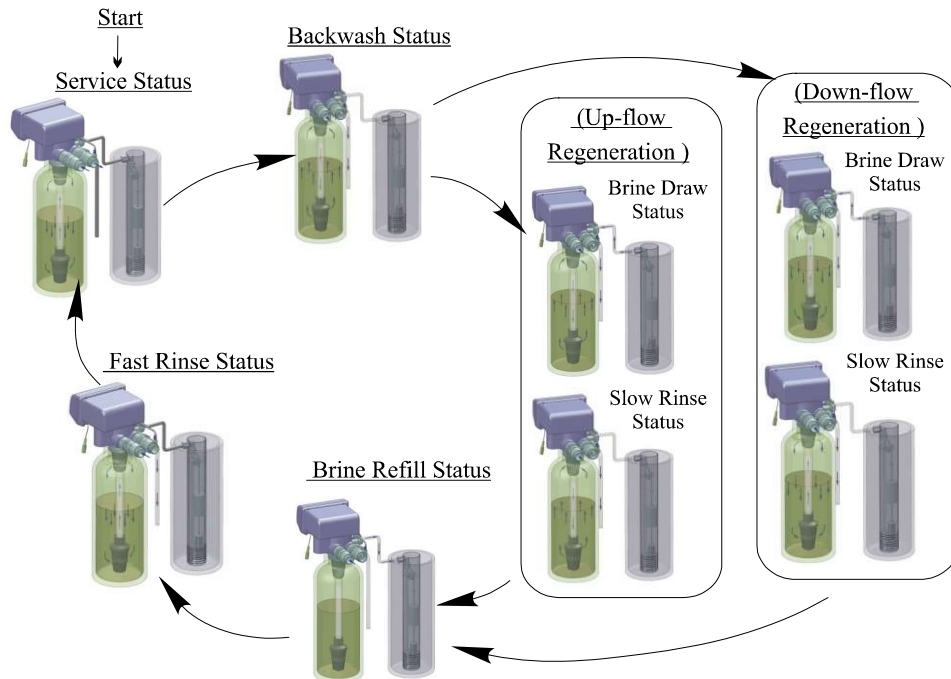 Start
Service Status
Backwash Status
(Up-flow
Regeneration )
Brine Draw
Status
Slow Rinse
Status
(Down-flow
Regeneration )
Brine Draw
Status
Slow Rinse
Status
Brine Refill Status
Fast Rinse Status